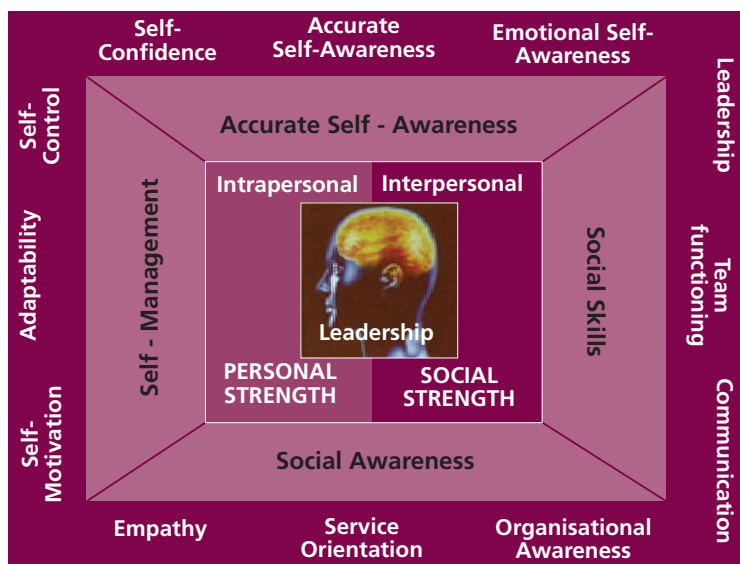 Self-
Confidence
Accurate
Self-Awareness
Emotional Self-
Awareness
Self-
Control
Adaptability
Self-
Motivation
Accurate Self - Awareness
Self - Management
Intrapersonal
Interpersonal
Leadership
PERSONAL
STRENGTH
SOCIAL
STRENGTH
Social Skills
Social Awareness
Leadership
Team
functioning
Communication
Empathy
Service
Orientation
Organisational
Awareness